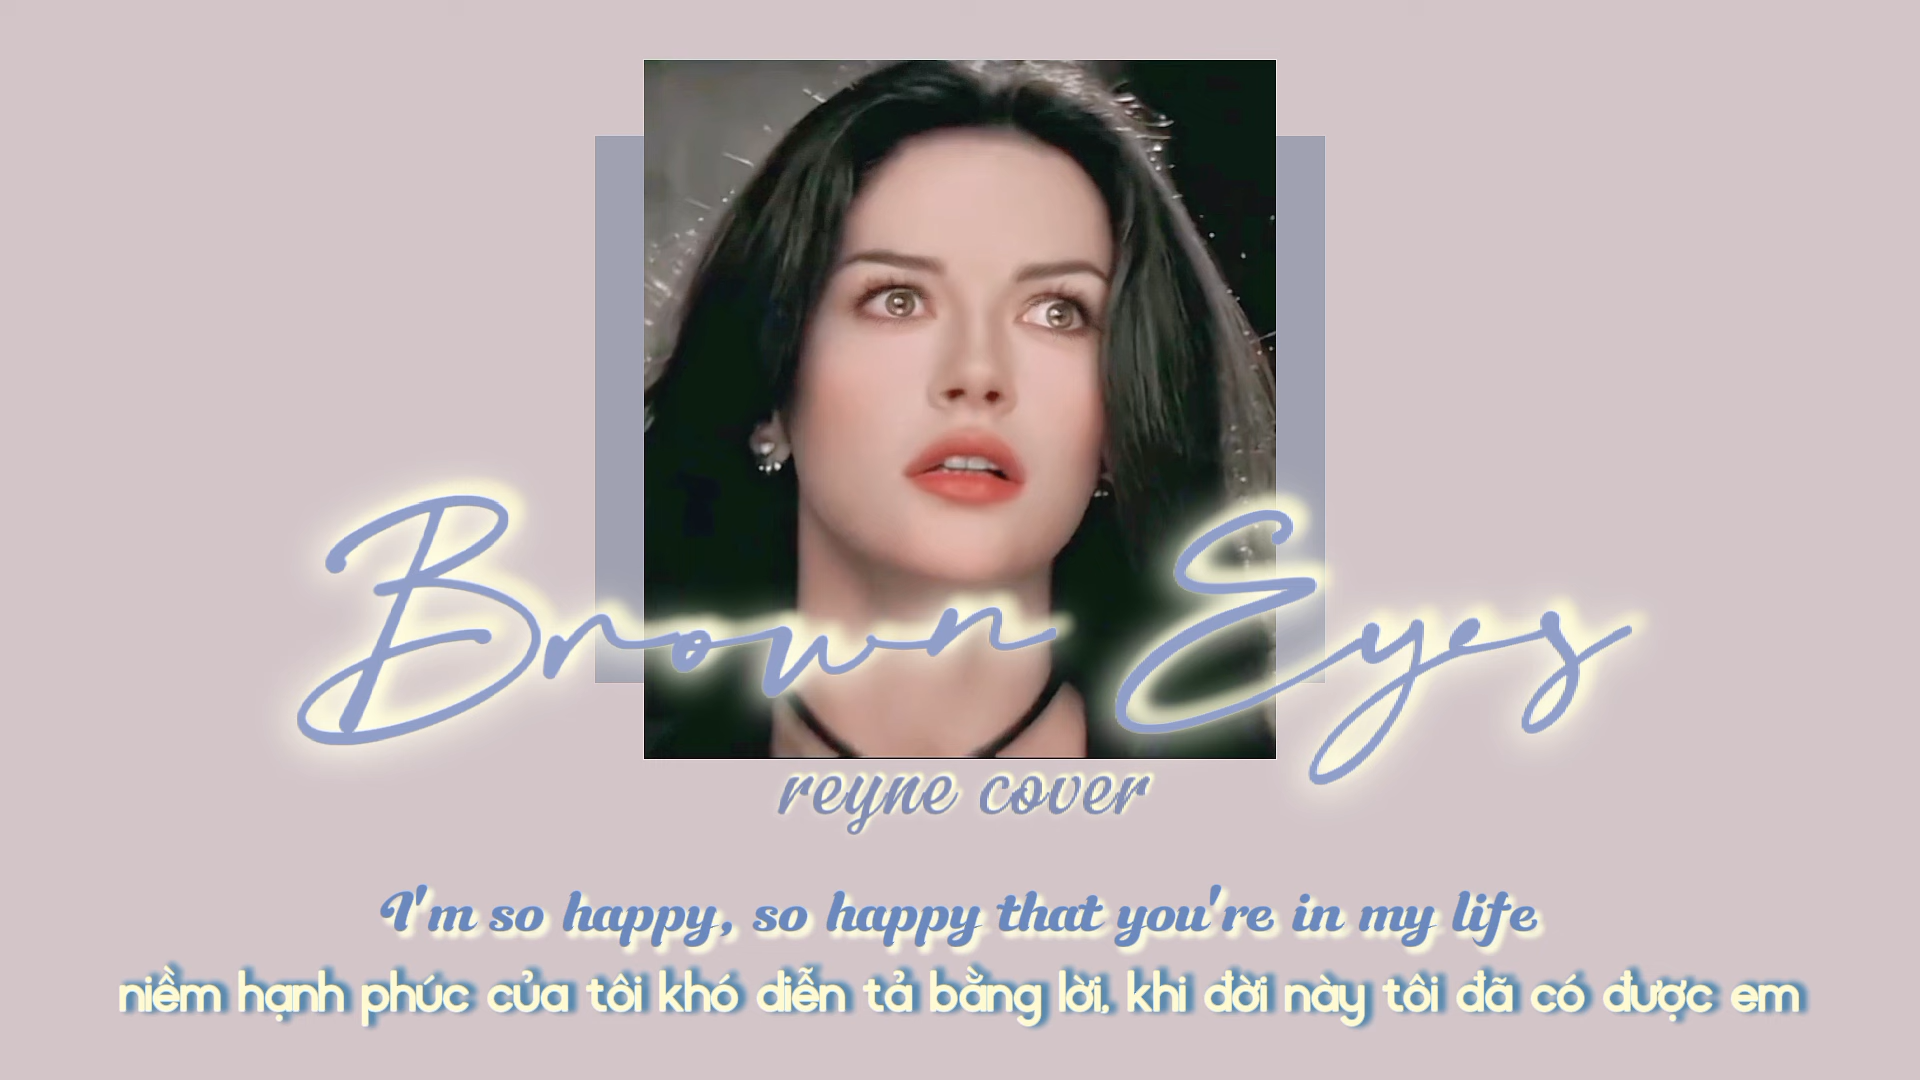 Brown Eyes
reyne cover
I'm so happy, so happy that you're in my life
niềm hạnh phúc của tôi khó diễn tả bằng lời, khi đời này tôi đã có được em